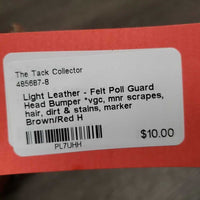 The Tack Collector
485687-8
Light Leather - Felt Poll Guard
Head Bumper *vgc, mnr scrapes,
hair, dirt & stains, marker
Brown/Red H
$10.00
PL7UHH